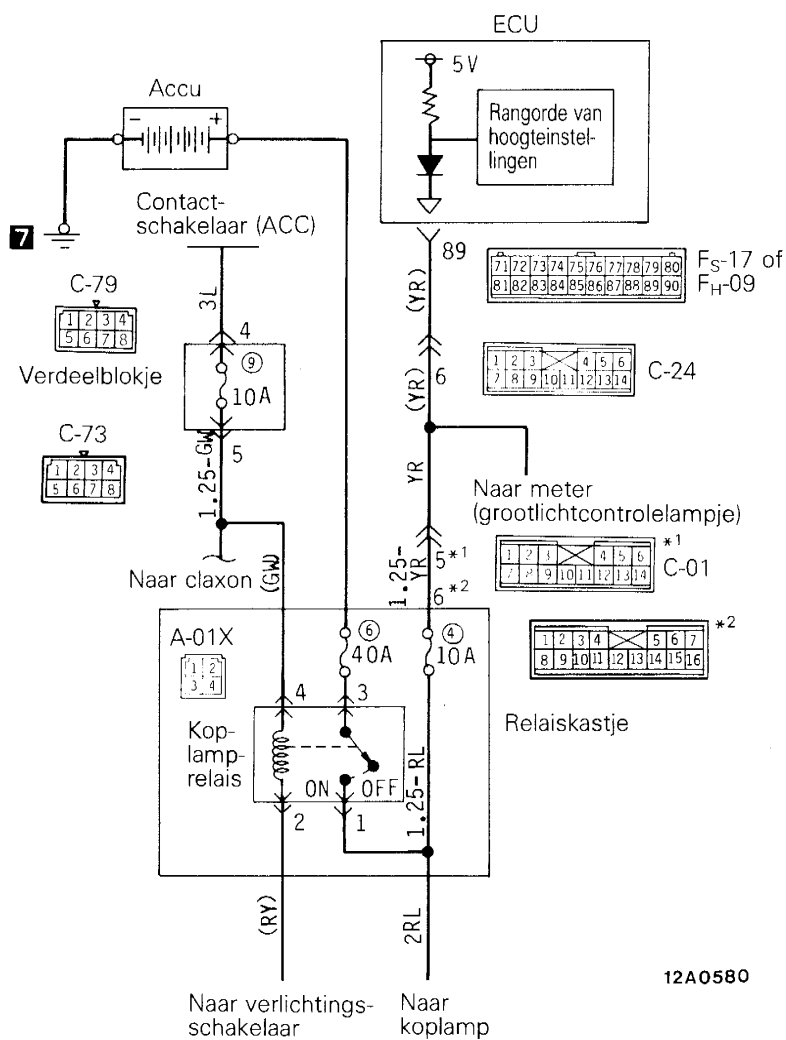 ECU
5V
Rangorde van
hoogteinstel-
lingen
Accu
- +
7
Contact-
schakelaar (ACC)
89
71 72 73 74 75 76 77 78 79 80
81 82 83 84 85 86 87 88 89 90
FS-17 of
FH-09
(YR)
3L
C-79
1 2 3 4
5 6 7 8
Verdeelblokje
4
9
10A
5
(YR)
6
1 2 3 4 5 6
7 8 9 10 11 12 13 14
C-24
C-73
1 2 3 4
5 6 7 8
1.25-GW
YR
Naar meter
(grootlichtcontrolelampje)
Naar claxon
(GW)
1.25-
YR
5*1
6*2
*1
1 2 3 4 5 6
7 8 9 10 11 12 13 14
C-01
A-01X
1 2
3 4
6
40A
4
10A
*2
1 2 3 4 5 6 7
8 9 10 11 12 13 14 15 16
4 3
Relaiskastje
Kop-
lamp-
relais
ON OFF
1.25-RL
2 1
(RY)
2RL
12A0580
Naar verlichtings-
schakelaar
Naar
koplamp